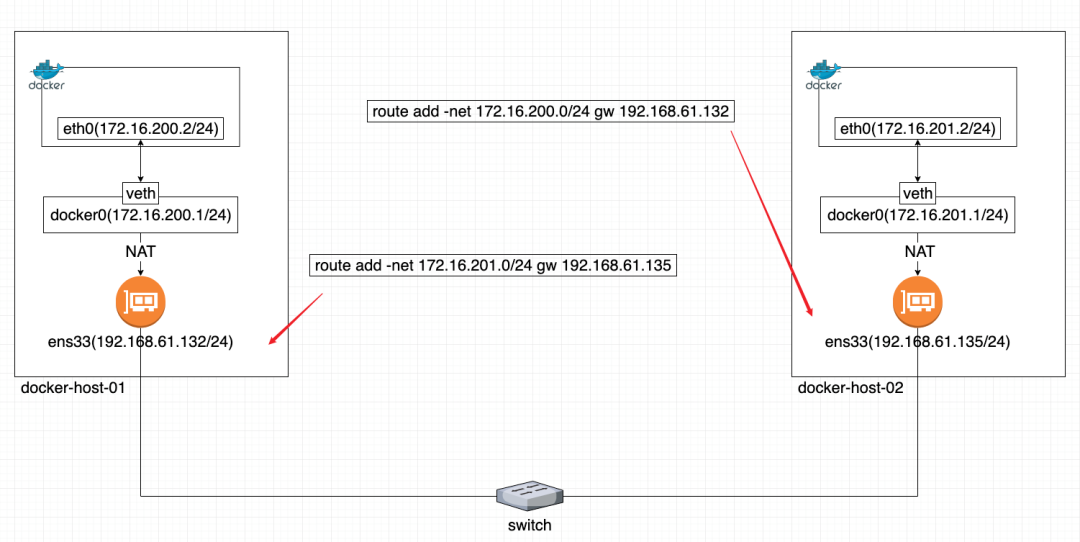 docker
eth0(172.16.200.2/24)
veth
docker0(172.16.200.1/24)
NAT
ens33(192.168.61.132/24)
docker-host-01
route add -net 172.16.200.0/24 gw 192.168.61.132
route add -net 172.16.201.0/24 gw 192.168.61.135
docker
eth0(172.16.201.2/24)
veth
docker0(172.16.201.1/24)
NAT
ens33(192.168.61.135/24)
docker-host-02
switch